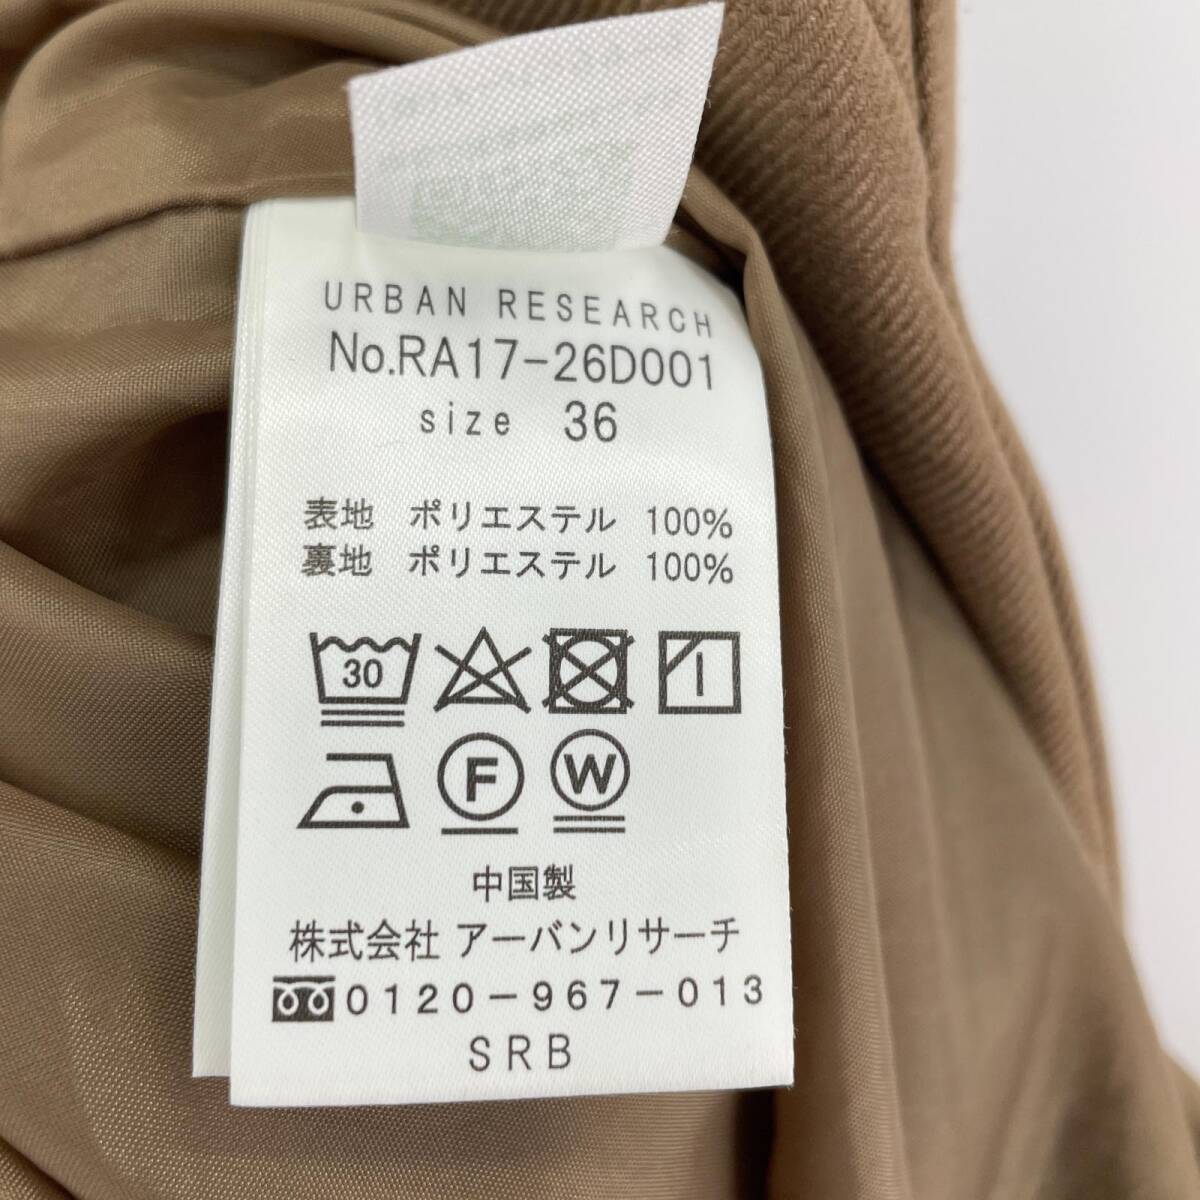 URBAN RESEARCH
No.RA17-26D001
size 36
表地 ポリエステル 100%
裏地 ポリエステル 100%
30
F W
中国製
株式会社 アーバンリサーチ
0120-967-013
SRB